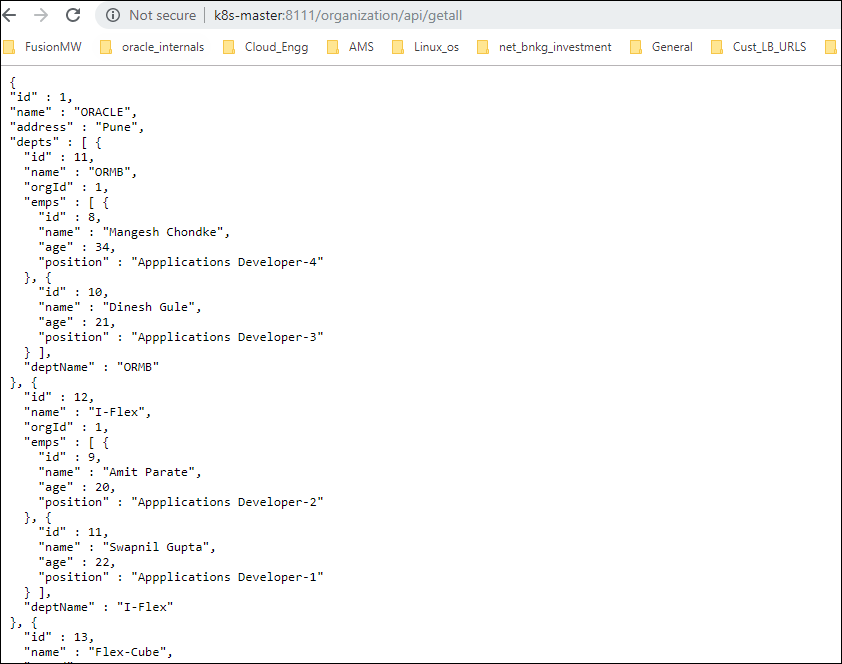 Not secure | k8s-master:8111/organization/api/getall
FusionMW oracle_internals Cloud_Engg AMS Linux_os net_bnkg_investment General Cust_LB_URLS
{
"id" : 1,
"name" : "ORACLE",
"address" : "Pune",
"depts" : [ {
  "id" : 11,
  "name" : "ORMB",
  "orgId" : 1,
  "emps" : [ {
    "id" : 8,
    "name" : "Mangesh Chondke",
    "age" : 34,
    "position" : "Appplications Developer-4"
  }, {
    "id" : 10,
    "name" : "Dinesh Gule",
    "age" : 21,
    "position" : "Appplications Developer-3"
  } ],
  "deptName" : "ORMB"
}, {
  "id" : 12,
  "name" : "I-Flex",
  "orgId" : 1,
  "emps" : [ {
    "id" : 9,
    "name" : "Amit Parate",
    "age" : 20,
    "position" : "Appplications Developer-2"
  }, {
    "id" : 11,
    "name" : "Swapnil Gupta",
    "age" : 22,
    "position" : "Appplications Developer-1"
  } ],
  "deptName" : "I-Flex"
}, {
  "id" : 13,
  "name" : "Flex-Cube",